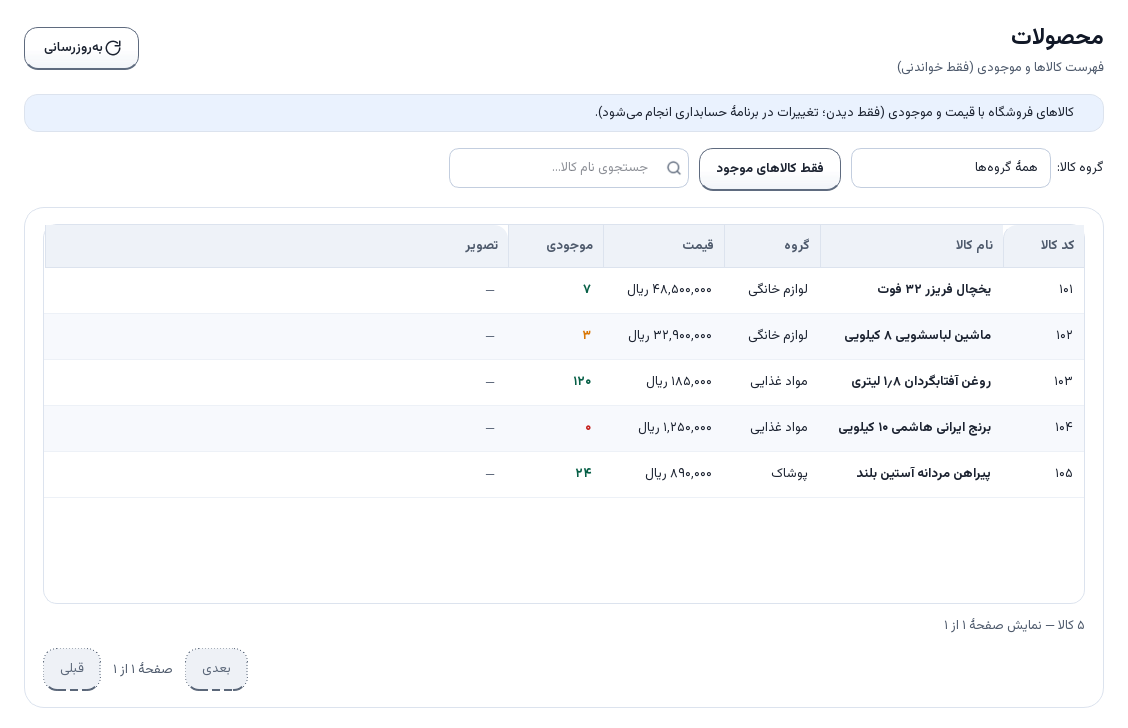 محصولات
به‌روزرسانی
فهرست کالاها و موجودی (فقط خواندنی)
کالاهای فروشگاه با قیمت و موجودی (فقط دیدن؛ تغییرات در برنامهٔ حسابداری انجام می‌شود).
گروه کالا: همهٔ گروه‌ها فقط کالاهای موجود جستجوی نام کالا...
کد کالا نام کالا گروه قیمت موجودی تصویر
۱۰۱ یخچال فریزر ۳۲ فوت لوازم خانگی ۴۸,۵۰۰,۰۰۰ ریال ۷ —
۱۰۲ ماشین لباسشویی ۸ کیلویی لوازم خانگی ۳۲,۹۰۰,۰۰۰ ریال ۳ —
۱۰۳ روغن آفتابگردان ۱٫۸ لیتری مواد غذایی ۱۸۵,۰۰۰ ریال ۱۲۰ —
۱۰۴ برنج ایرانی هاشمی ۱۰ کیلویی مواد غذایی ۱,۲۵۰,۰۰۰ ریال ۰ —
۱۰۵ پیراهن مردانه آستین بلند پوشاک ۸۹۰,۰۰۰ ریال ۲۴ —
۵ کالا — نمایش صفحهٔ ۱ از ۱
بعدی صفحهٔ ۱ از ۱ قبلی